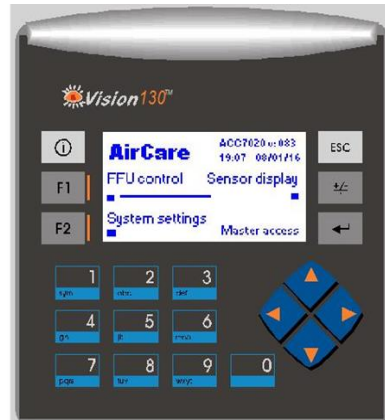 Vision130™
AirCare
ACC7020 v: 083
19:07 08/01/16
FFU control
Sensor display
System settings
Master access
i
ESC
F1
+/-
F2
1
2
3
4
5
6
7
8
9
0